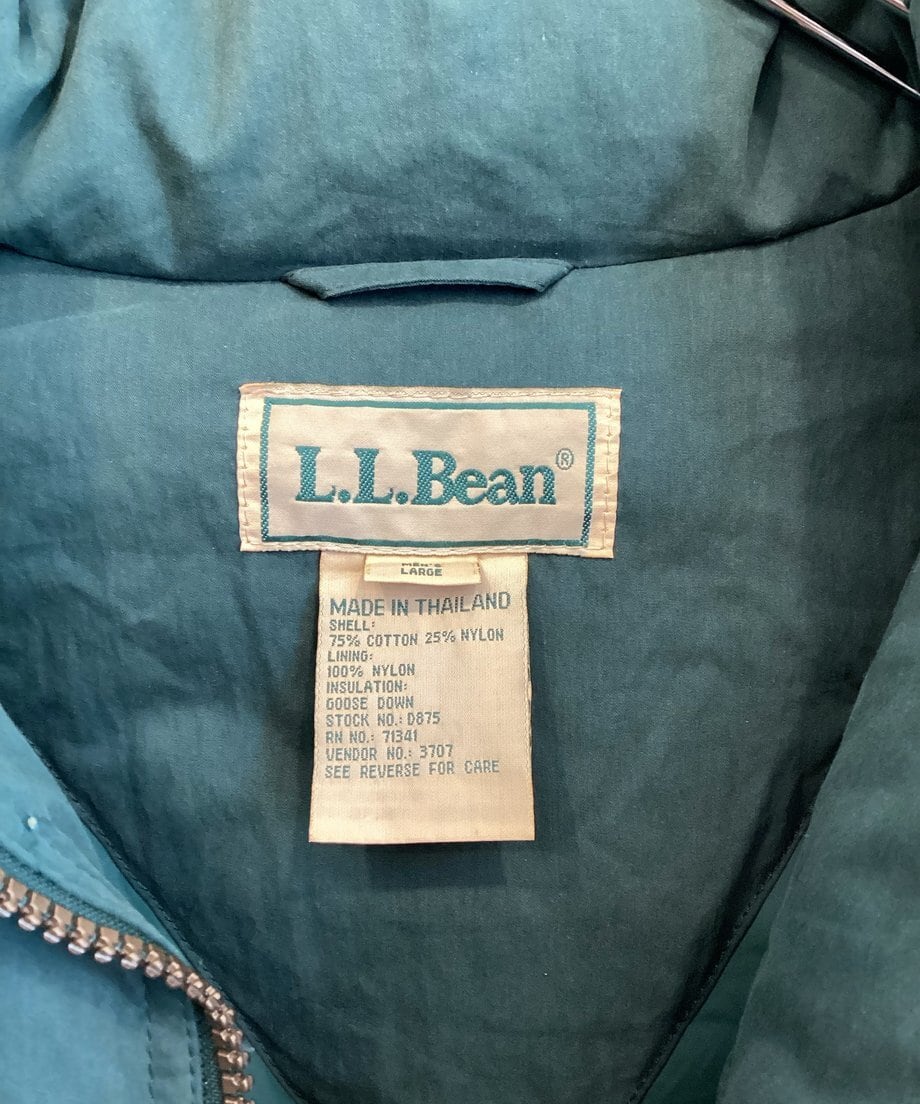 L.L.Bean®
MEN'S
LARGE
MADE IN THAILAND
SHELL:
75% COTTON 25% NYLON
LINING:
100% NYLON
INSULATION:
GOOSE DOWN
STOCK NO.: D875
RN NO.: 71341
VENDOR NO.: 3707
SEE REVERSE FOR CARE